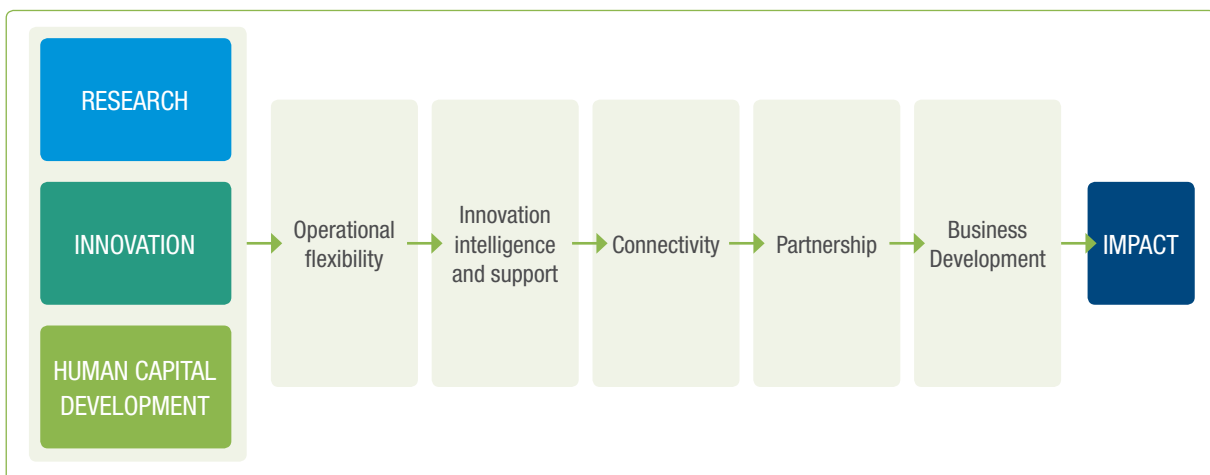 RESEARCH
INNOVATION
HUMAN CAPITAL
DEVELOPMENT
Operational
flexibility
Innovation
intelligence
and support
Connectivity
Partnership
Business
Development
IMPACT